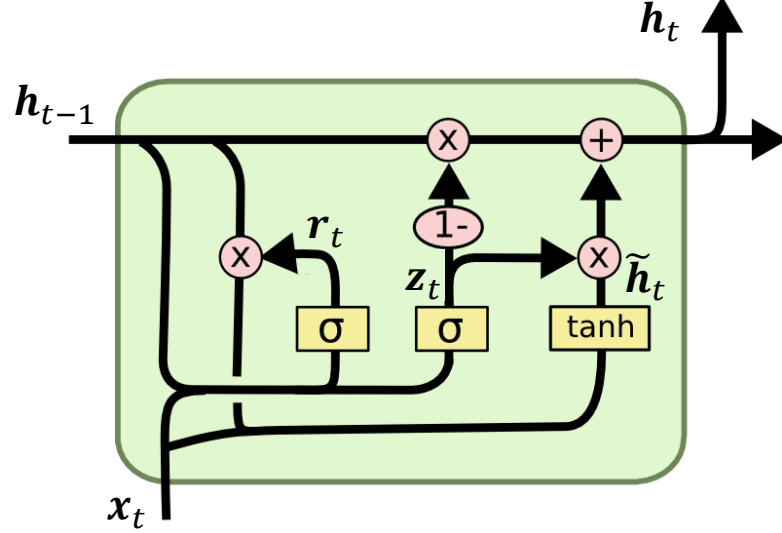 h_t
h_{t−1}
x
+
1-
r_t
x
x
z_t
h̃_t
σ
σ
tanh
x_t